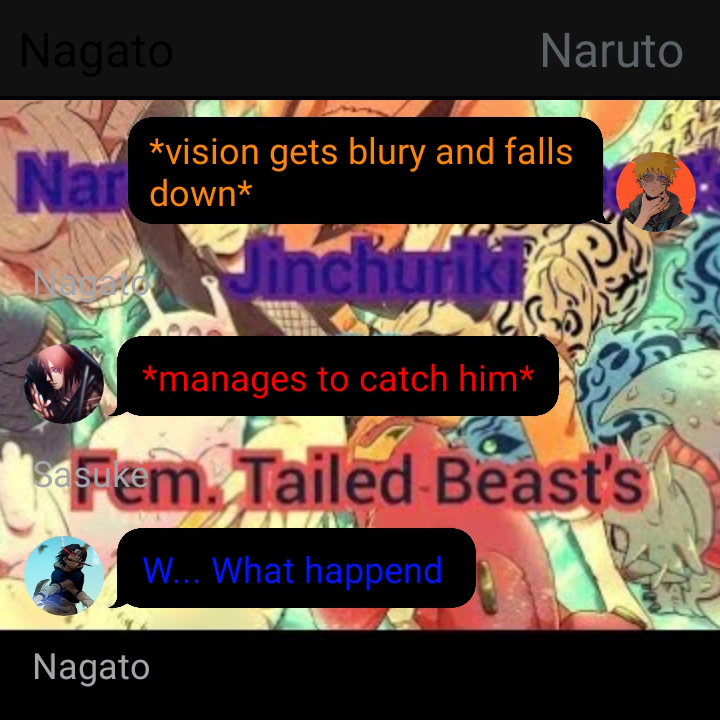 Nagato
Naruto
*vision gets blury and falls
down*
Nar
Jinchuriki
Nagato
*manages to catch him*
Sasuke
Fem. Tailed Beast's
W... What happend
Nagato